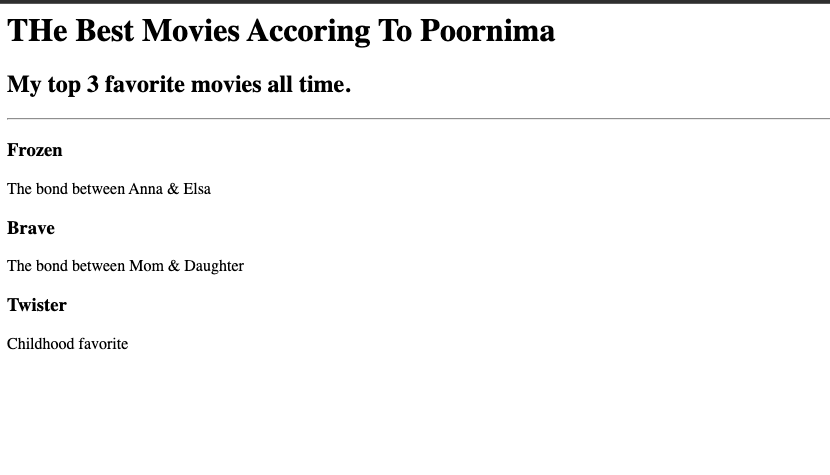 THe Best Movies Accoring To Poornima
My top 3 favorite movies all time.
Frozen
The bond between Anna & Elsa
Brave
The bond between Mom & Daughter
Twister
Childhood favorite